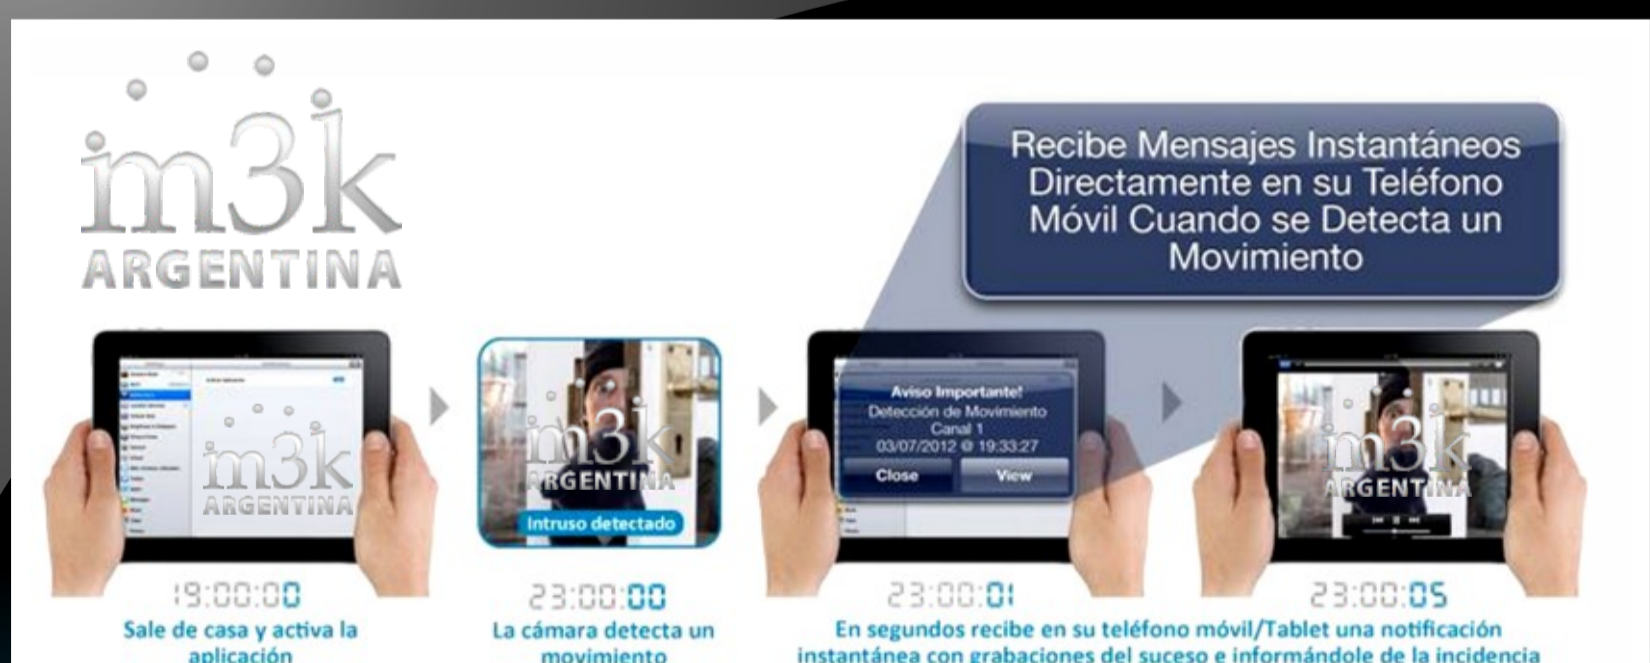 m3k
ARGENTINA
Recibe Mensajes Instantáneos
Directamente en su Teléfono
Móvil Cuando se Detecta un
Movimiento
m3k
ARGENTINA
m3k
ARGENTINA
Intruso detectado
Aviso Importante!
Detección de Movimiento
Canal 1
03/07/2012 @ 19:33:27
Close View
m3k
ARGENTINA
19:00:00
23:00:00
23:00:01
23:00:05
Sale de casa y activa la
aplicación
La cámara detecta un
movimiento
En segundos recibe en su teléfono móvil/Tablet una notificación
instantánea con grabaciones del suceso e informándole de la incidencia